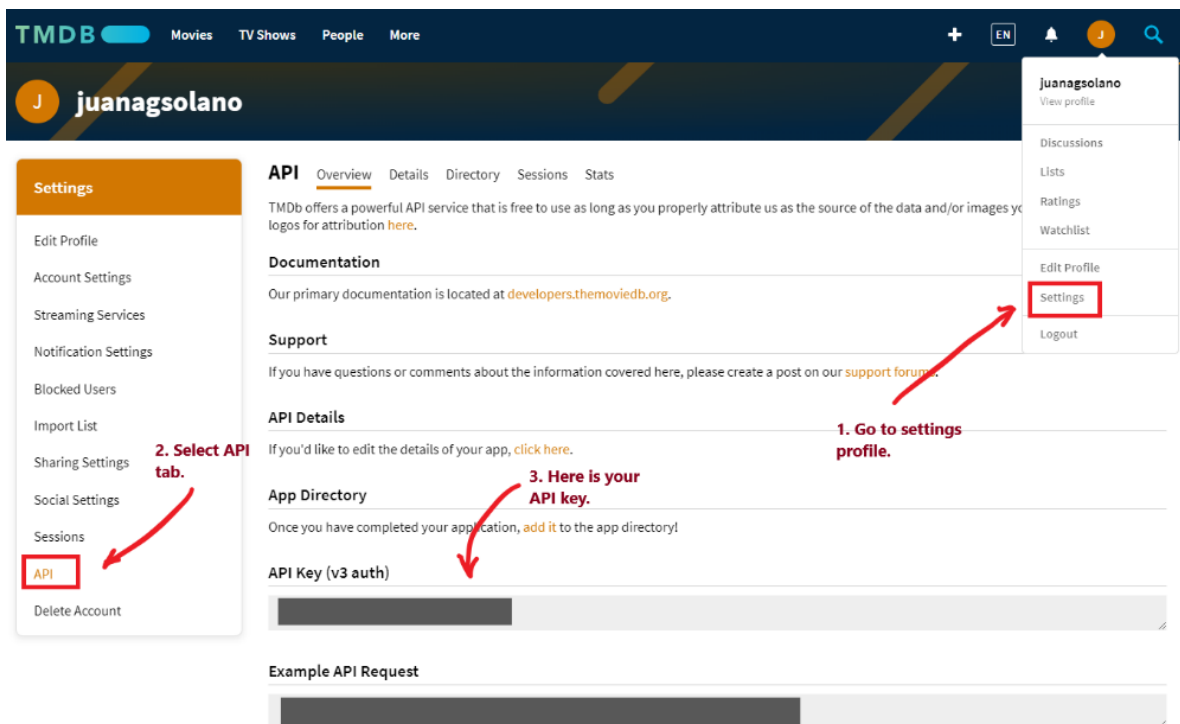 TMDB Movies TV Shows People More EN J
J juanagsolano
juanagsolano
View profile
Discussions
Lists
Ratings
Watchlist
Edit Profile
Settings
Logout
Settings
Edit Profile
Account Settings
Streaming Services
Notification Settings
Blocked Users
Import List
Sharing Settings
Social Settings
Sessions
API
Delete Account
2. Select API
tab.
API Overview Details Directory Sessions Stats
TMDb offers a powerful API service that is free to use as long as you properly attribute us as the source of the data and/or images
logos for attribution here.
Documentation
Our primary documentation is located at developers.themoviedb.org.
Support
If you have questions or comments about the information covered here, please create a post on our support forums.
1. Go to settings
profile.
API Details
If you'd like to edit the details of your app, click here.
3. Here is your
API key.
App Directory
Once you have completed your application, add it to the app directory!
API Key (v3 auth)
Example API Request